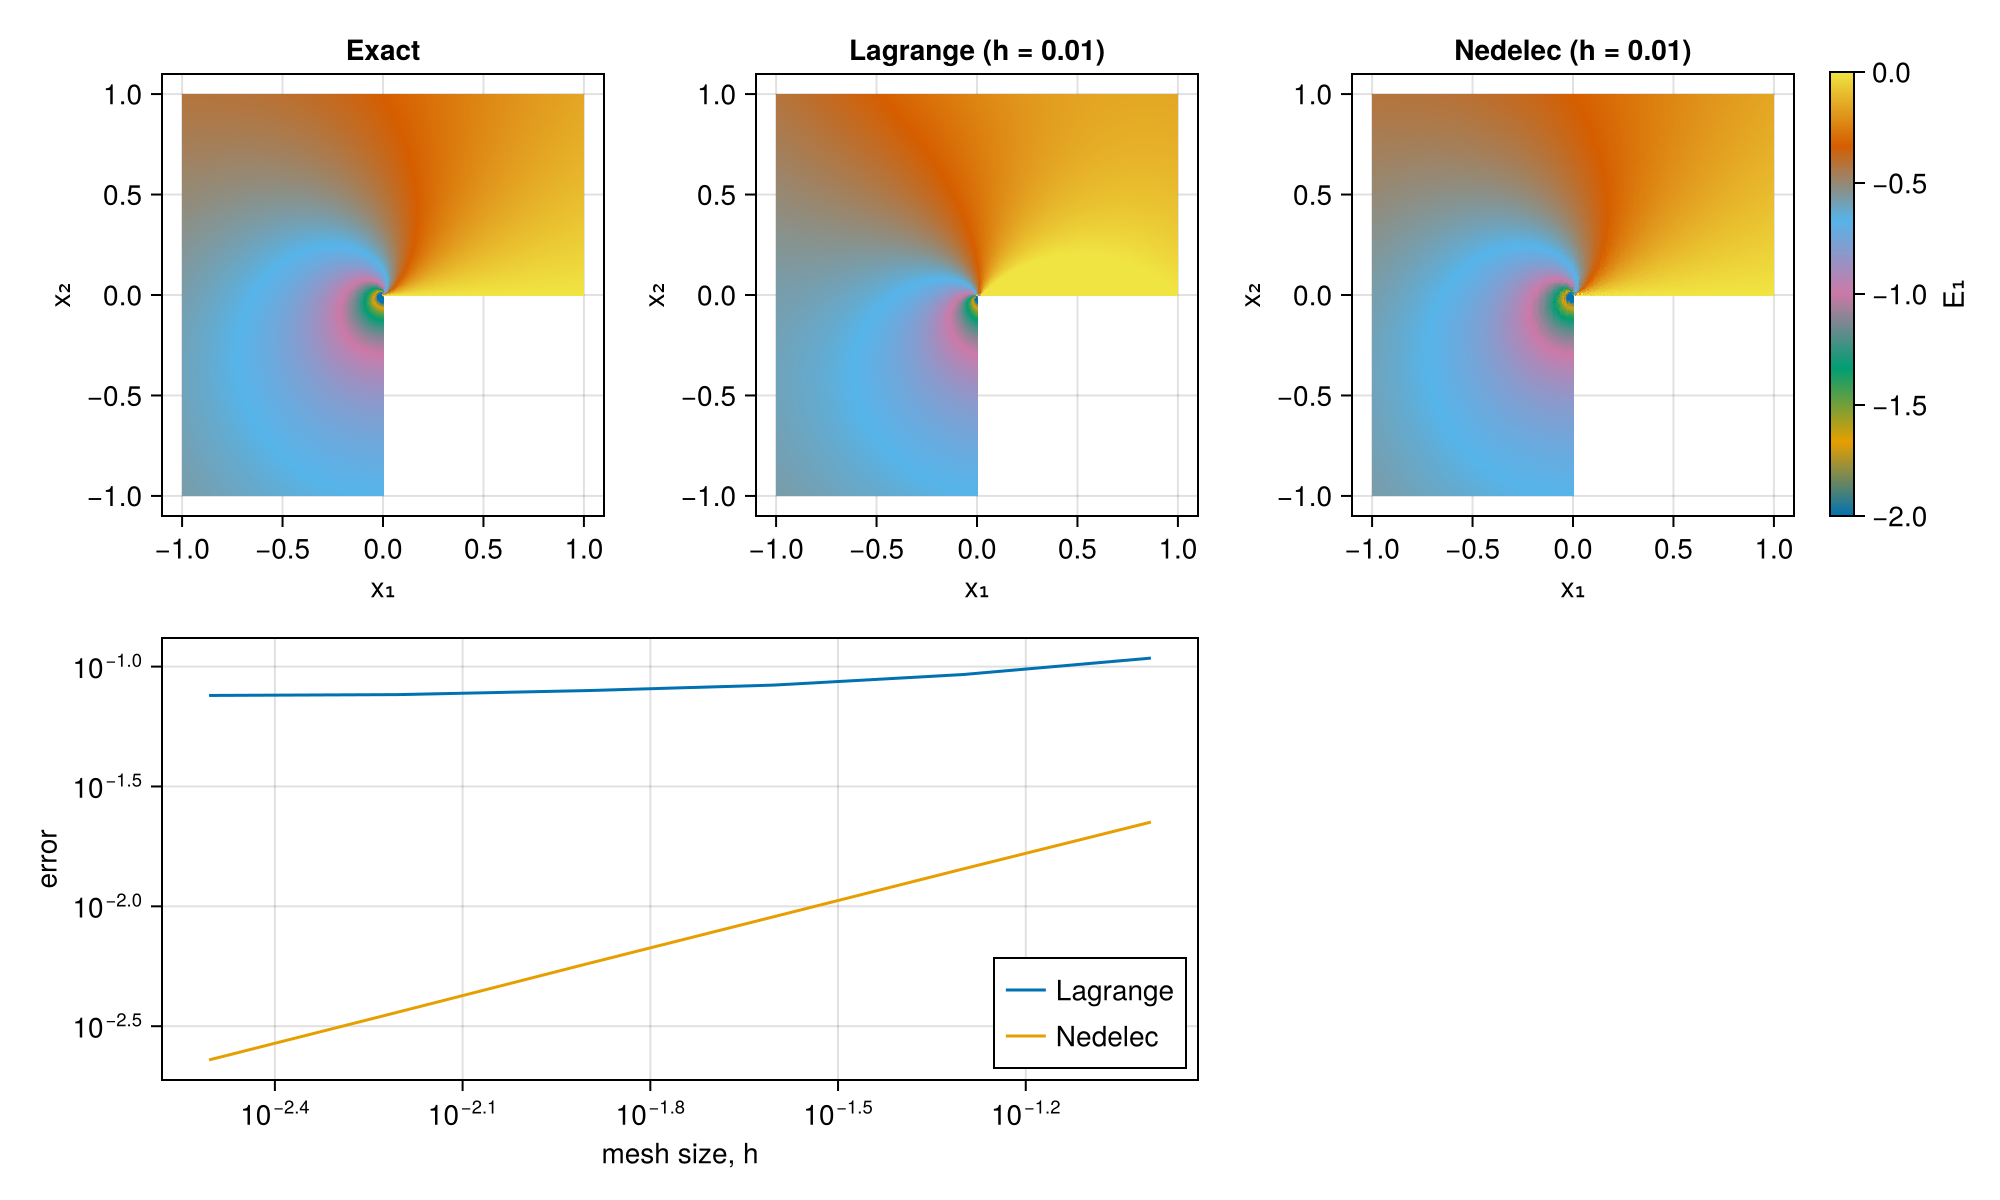 Exact
Lagrange (h = 0.01)
Nedelec (h = 0.01)
1.0
0.5
0.0
−0.5
−1.0
x₂
−1.0 −0.5 0.0 0.5 1.0
x₁
1.0
0.5
0.0
−0.5
−1.0
x₂
−1.0 −0.5 0.0 0.5 1.0
x₁
1.0
0.5
0.0
−0.5
−1.0
x₂
−1.0 −0.5 0.0 0.5 1.0
x₁
0.0
−0.5
−1.0
−1.5
−2.0
E₁
10⁻¹·⁰
10⁻¹·⁵
10⁻²·⁰
10⁻²·⁵
error
10⁻²·⁴ 10⁻²·¹ 10⁻¹·⁸ 10⁻¹·⁵ 10⁻¹·²
mesh size, h
Lagrange
Nedelec